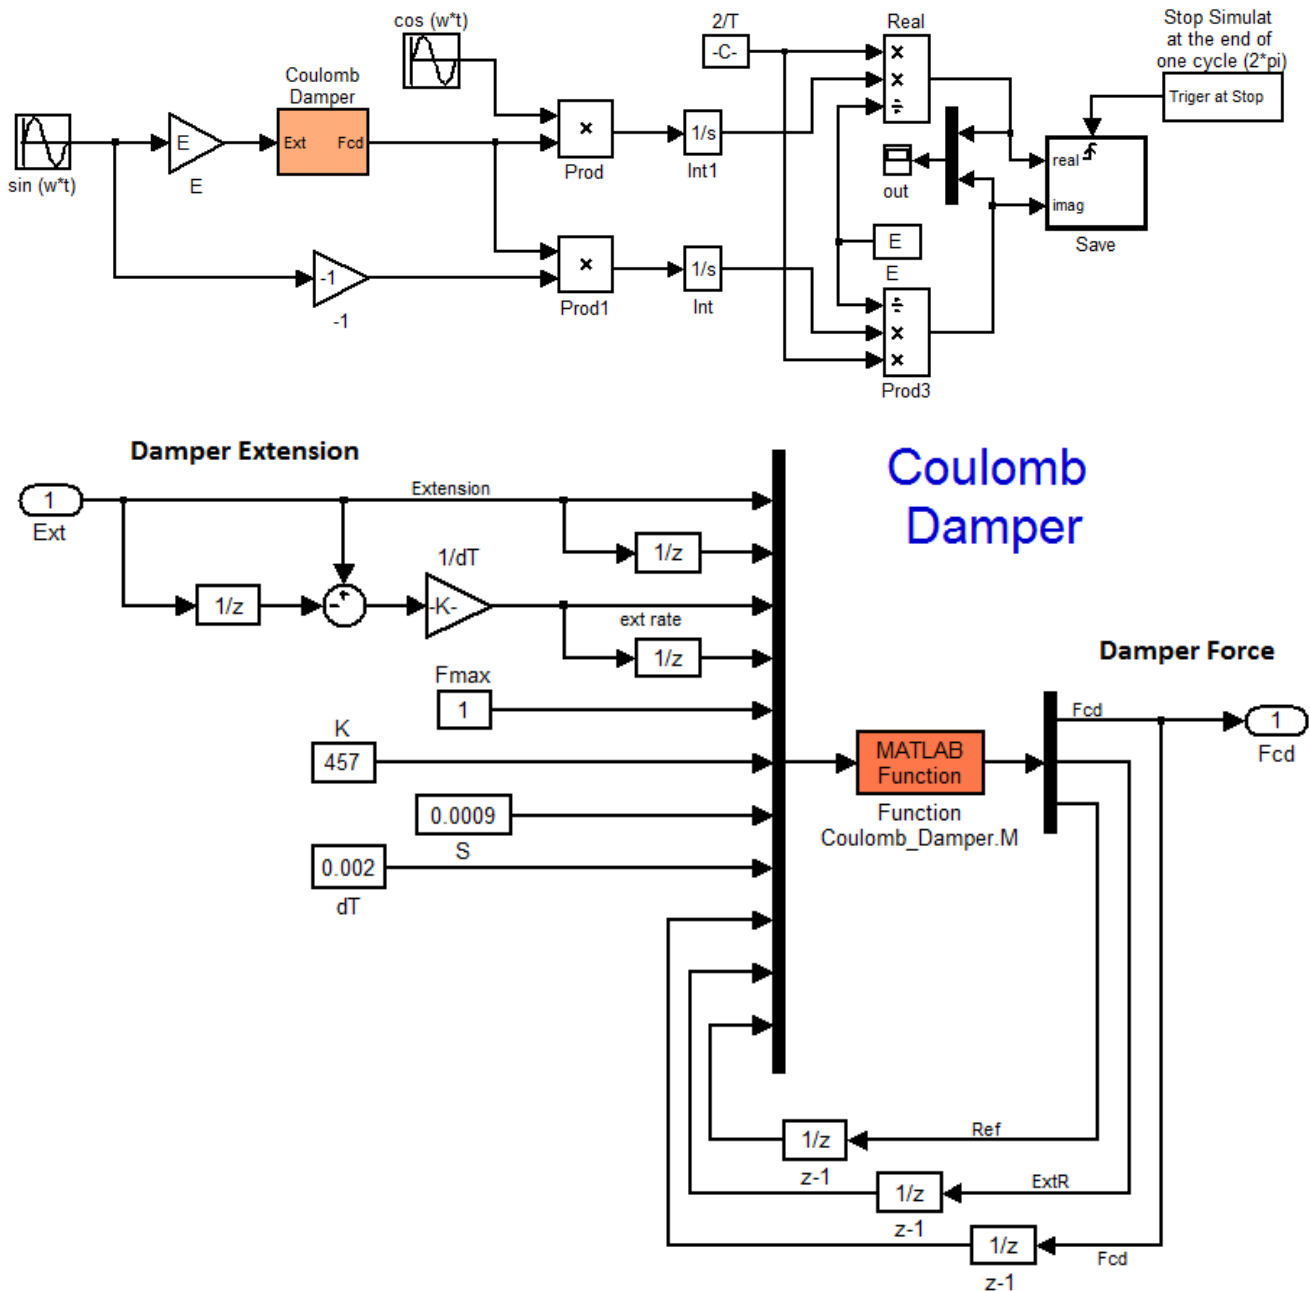 cos (w*t)
2/T
Real
Stop Simulat
at the end of
one cycle (2*pi)
-C-
×
×
÷
Triger at Stop
Coulomb
Damper
E
Ext
Fcd
sin (w*t)
E
×
Prod
1/s
Int1
out
real
imag
Save
E
E
-1
-1
×
Prod1
1/s
Int
÷
×
×
Prod3
Damper Extension
Coulomb
Damper
1
Ext
Extension
1/z
1/dT
1/z
- +
-K-
ext rate
1/z
Damper Force
Fmax
1
K
457
MATLAB
Function
Function
Coulomb_Damper.M
Fcd
1
Fcd
0.0009
S
0.002
dT
1/z
z-1
Ref
1/z
z-1
ExtR
1/z
z-1
Fcd